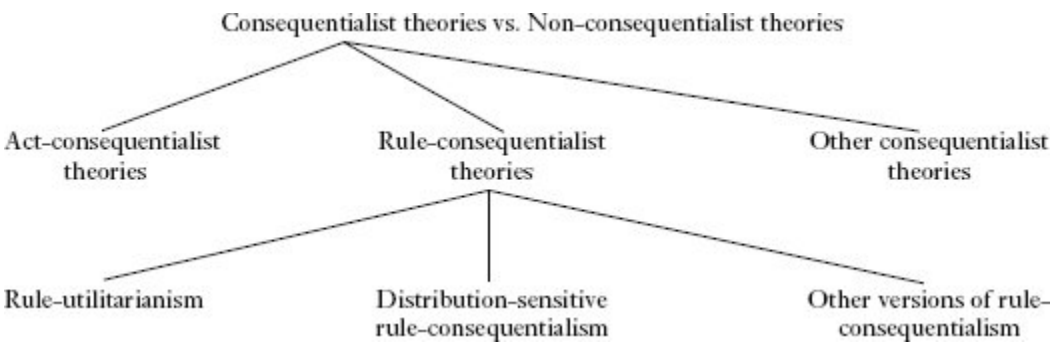 Consequentialist theories vs. Non-consequentialist theories
Act-consequentialist
theories
Rule-consequentialist
theories
Other consequentialist
theories
Rule-utilitarianism
Distribution-sensitive
rule-consequentialism
Other versions of rule-
consequentialism